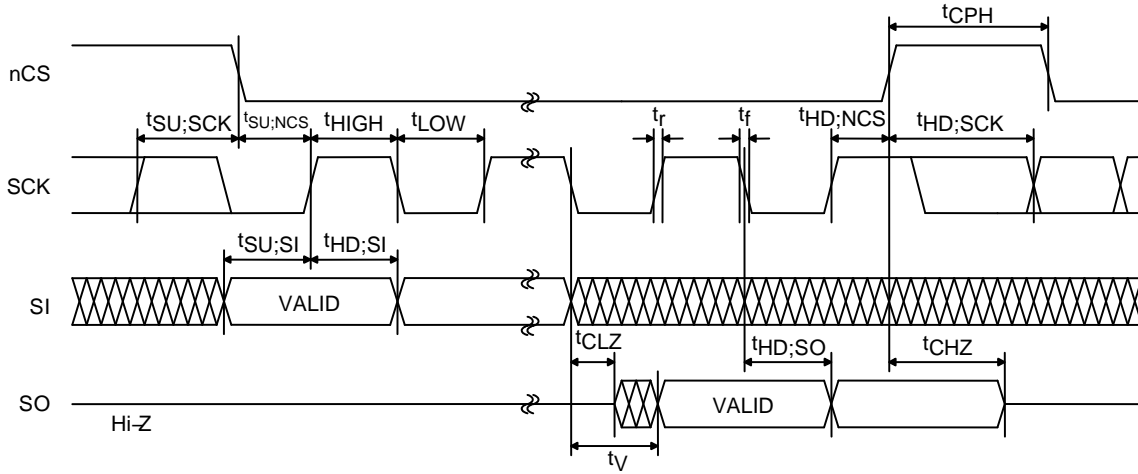 tCPH
nCS
tSU;SCK tSU;NCS tHIGH tLOW tr tf tHD;NCS tHD;SCK
SCK
tSU;SI tHD;SI
SI VALID
tCLZ tHD;SO tCHZ
SO VALID
Hi–Z
tV